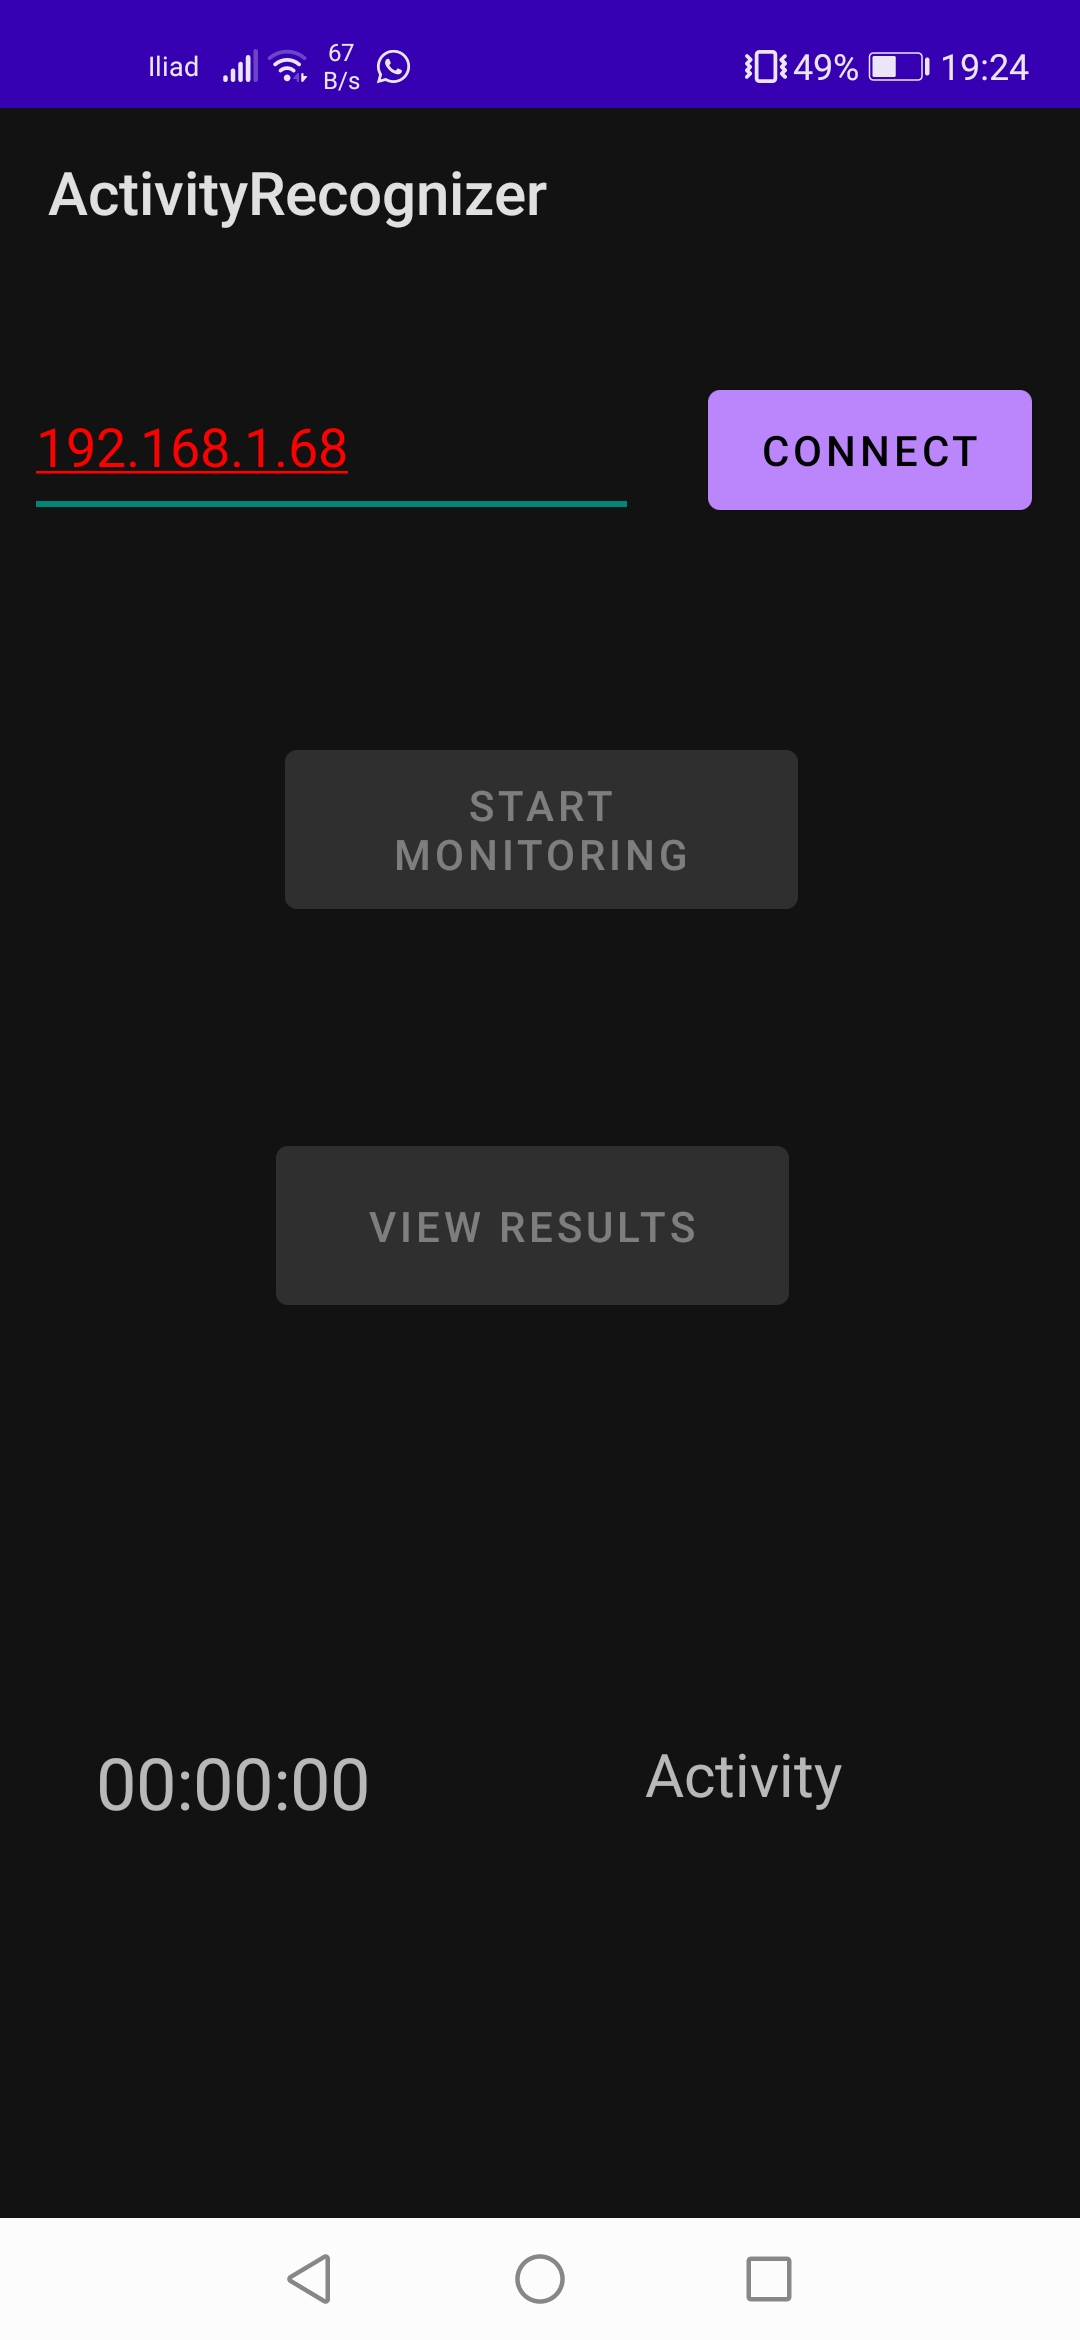 Iliad 67 B/s 49% 19:24
ActivityRecognizer
192.168.1.68 CONNECT
START
MONITORING
VIEW RESULTS
00:00:00 Activity